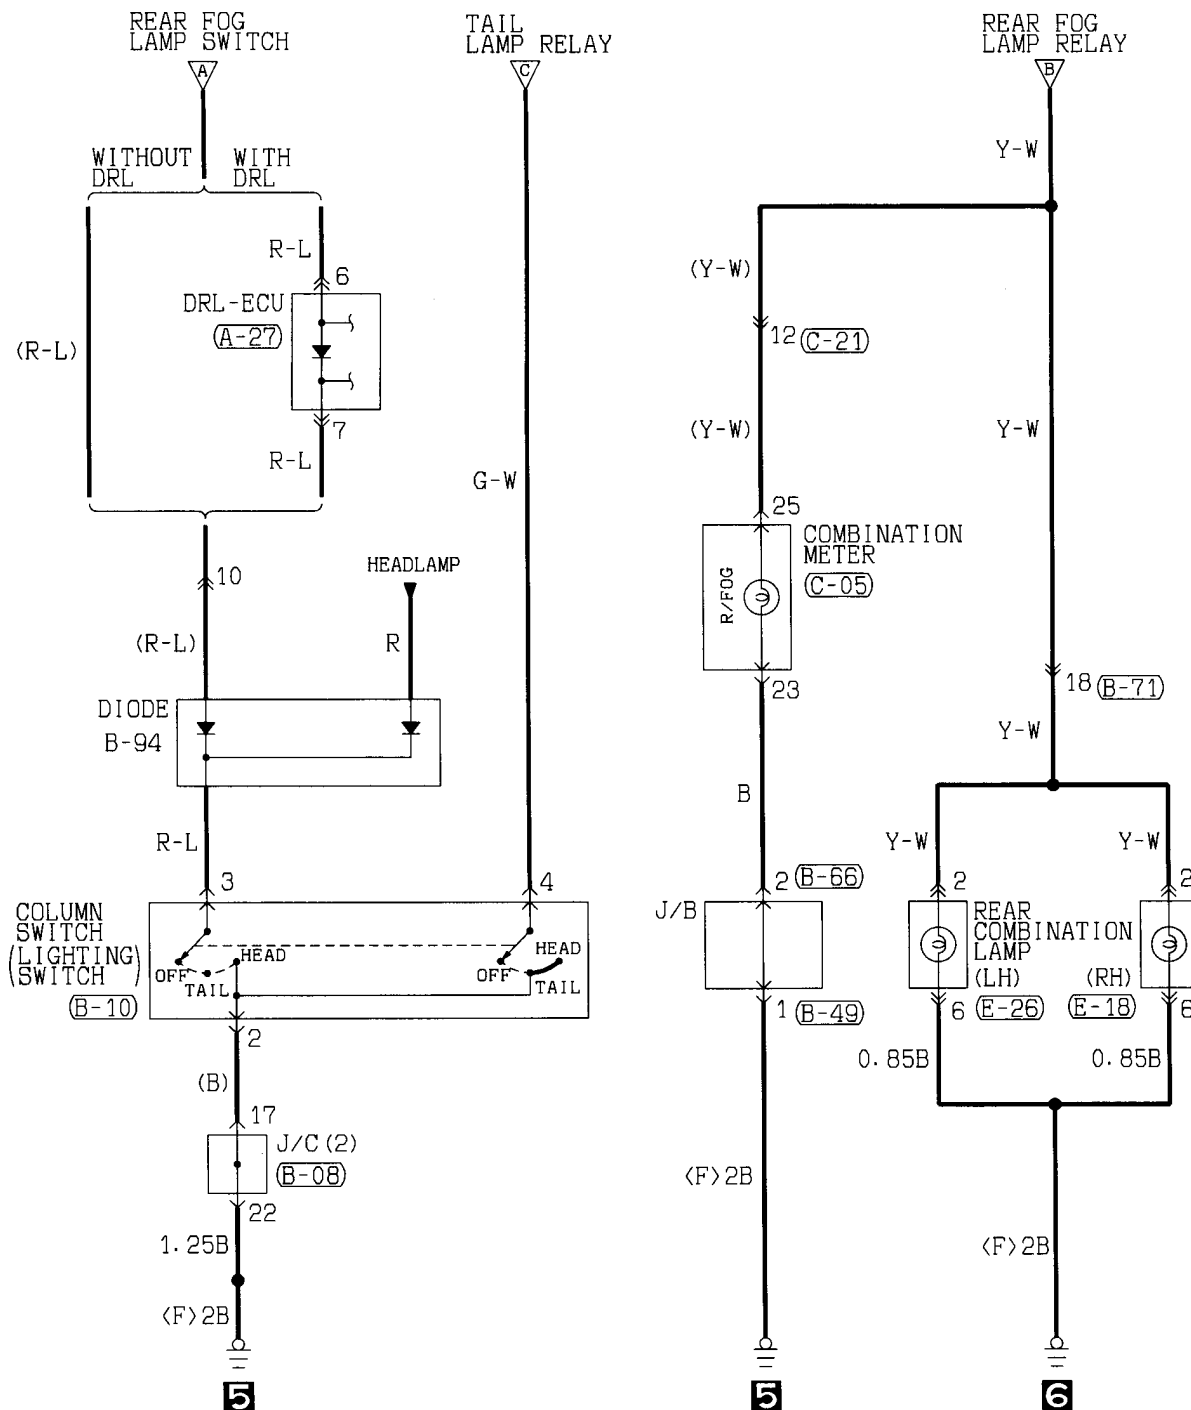 REAR FOG
LAMP SWITCH
A
TAIL
LAMP RELAY
C
REAR FOG
LAMP RELAY
B
WITHOUT
DRL
WITH
DRL
Y-W
R-L
6
DRL-ECU
(A-27)
(R-L)
7
R-L
(Y-W)
12 (C-21)
(Y-W)
Y-W
G-W
25
COMBINATION
METER
(C-05)
R/FOG
23
10
HEADLAMP
(R-L)
R
DIODE
B-94
18 (B-71)
Y-W
B
R-L
3
4
2 (B-66)
J/B
1 (B-49)
Y-W
Y-W
2
2
REAR
COMBINATION
LAMP
(LH)
(RH)
6 (E-26)
(E-18) 6
0.85B
0.85B
COLUMN
SWITCH
(LIGHTING
SWITCH)
(B-10)
OFF
TAIL
HEAD
OFF
TAIL
HEAD
2
(B)
17
J/C(2)
(B-08)
22
1.25B
<F>2B
5
<F>2B
5
<F>2B
6